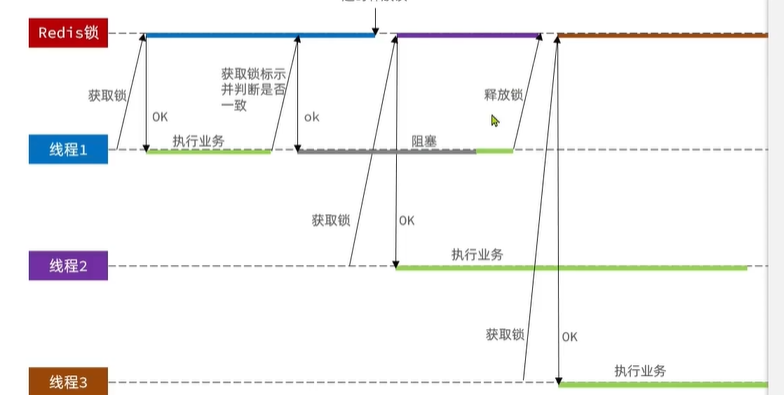 Redis锁
获取锁
OK
获取锁标示
并判断是否
一致
ok
释放锁
线程1
执行业务
阻塞
获取锁
OK
线程2
执行业务
获取锁
OK
线程3
执行业务